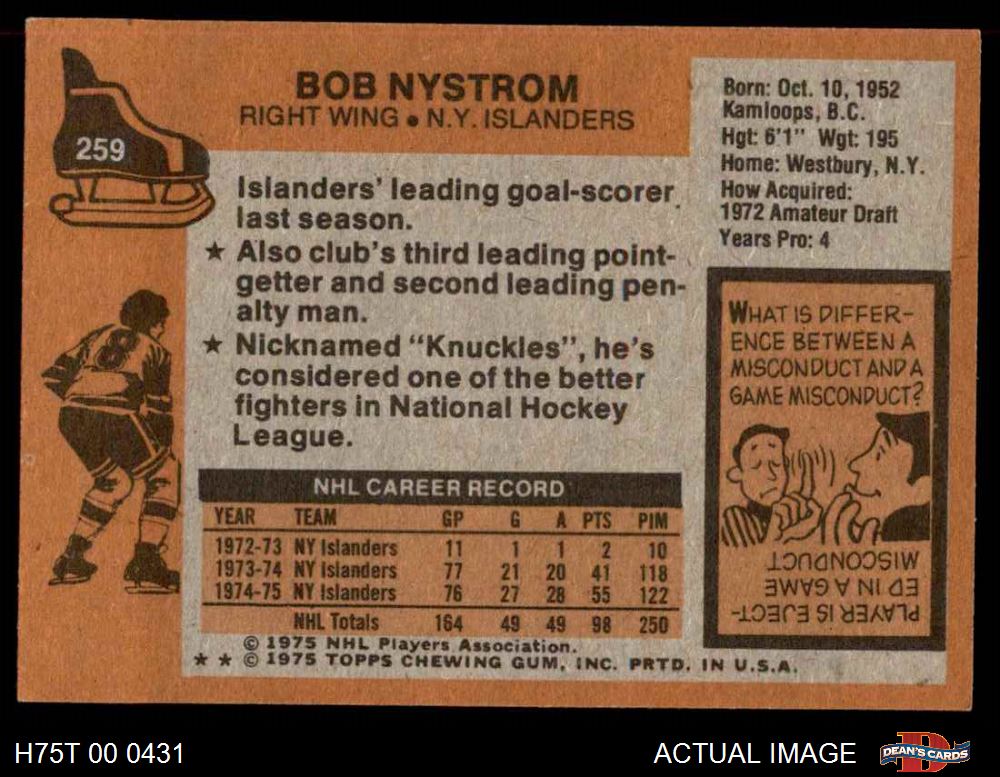 259
BOB NYSTROM
RIGHT WING • N.Y. ISLANDERS
Islanders' leading goal-scorer
last season.
★ Also club's third leading point-
getter and second leading pen-
alty man.
★ Nicknamed "Knuckles", he's
considered one of the better
fighters in National Hockey
League.
Born: Oct. 10, 1952
Kamloops, B.C.
Hgt: 6'1" Wgt: 195
Home: Westbury, N.Y.
How Acquired:
1972 Amateur Draft
Years Pro: 4
WHAT IS DIFFER-
ENCE BETWEEN A
MISCONDUCT AND A
GAME MISCONDUCT?
PLAYER IS EJECT-
ED IN A GAME
MISCONDUCT
8
NHL CAREER RECORD
YEAR TEAM GP G A PTS PIM
1972-73 NY Islanders 11 1 1 2 10
1973-74 NY Islanders 77 21 20 41 118
1974-75 NY Islanders 76 27 28 55 122
NHL Totals 164 49 49 98 250
© 1975 NHL Players Association.
★ ★ © 1975 TOPPS CHEWING GUM, INC. PRTD. IN U.S.A.
H75T 00 0431
ACTUAL IMAGE
D
DEAN'S CARDS